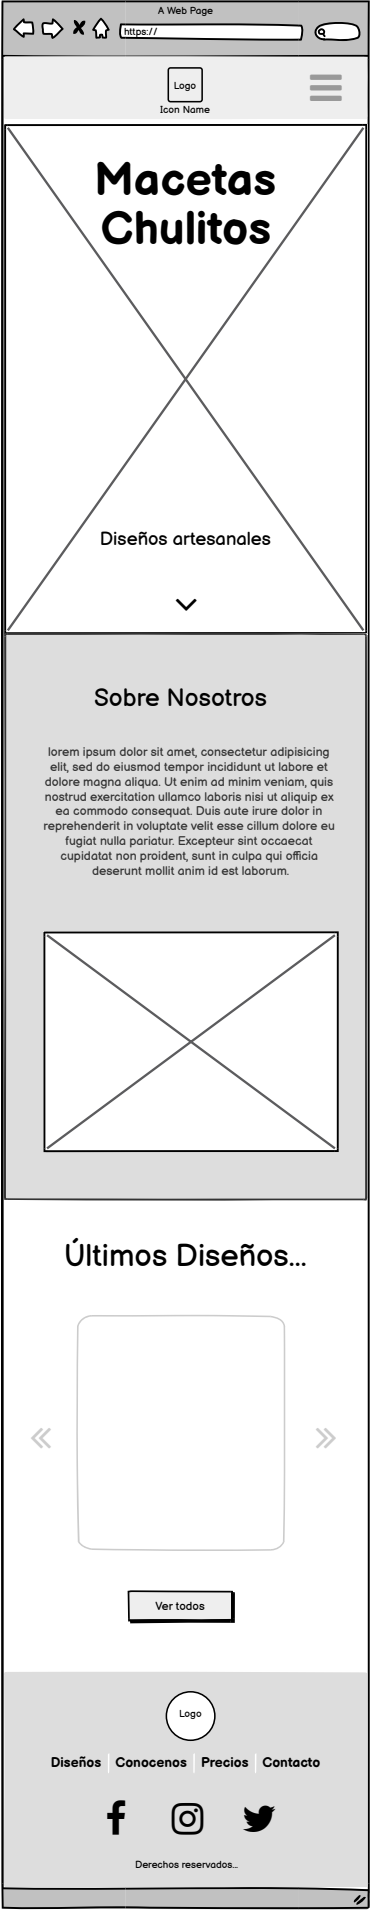 A Web Page
https://
Logo
Icon Name
Macetas
Chulitos
Diseños artesanales
Sobre Nosotros
lorem ipsum dolor sit amet, consectetur adipisicing
elit, sed do eiusmod tempor incididunt ut labore et
dolore magna aliqua. Ut enim ad minim veniam, quis
nostrud exercitation ullamco laboris nisi ut aliquip ex
ea commodo consequat. Duis aute irure dolor in
reprehenderit in voluptate velit esse cillum dolore eu
fugiat nulla pariatur. Excepteur sint occaecat
cupidatat non proident, sunt in culpa qui officia
deserunt mollit anim id est laborum.
Últimos Diseños...
Ver todos
Logo
Diseños Conocenos Precios Contacto
Derechos reservados...